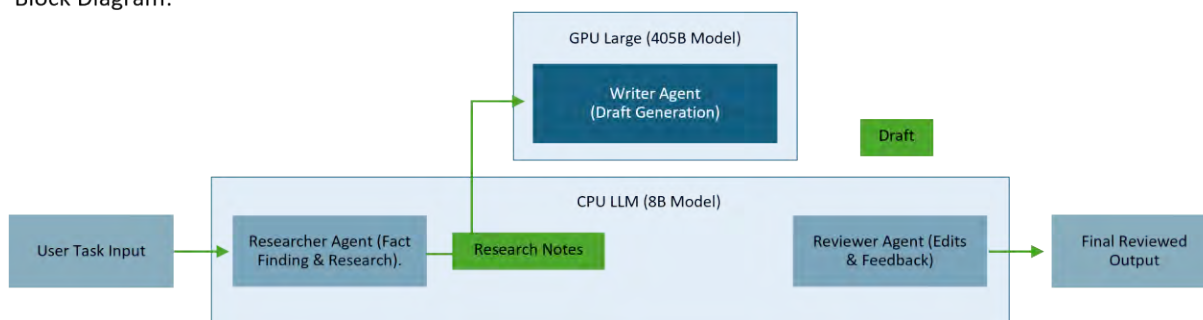 Block Diagram:
GPU Large (405B Model)
Writer Agent
(Draft Generation)
Draft
CPU LLM (8B Model)
User Task Input
Researcher Agent (Fact
Finding & Research).
Research Notes
Reviewer Agent (Edits
& Feedback)
Final Reviewed
Output